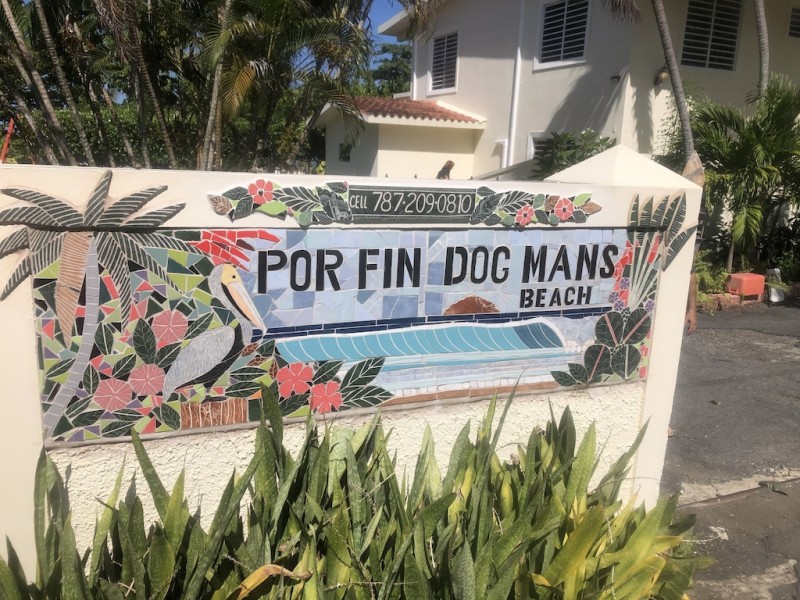 CELL 787-209-0810
POR FIN DOG MANS
BEACH